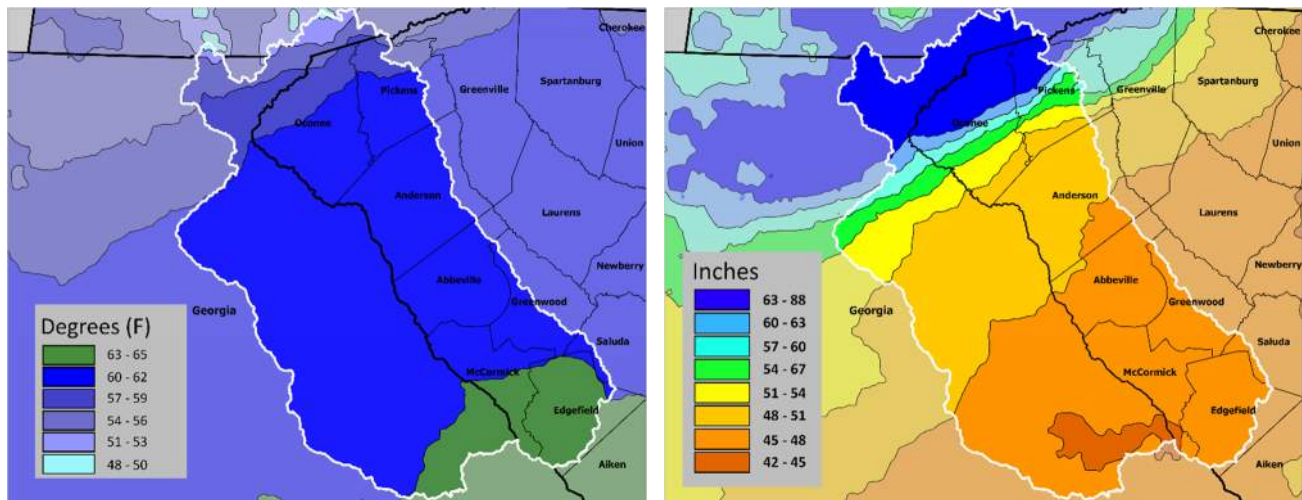 Cherokee
Spartanburg
Pickens
Greenville
Oconee
Union
Anderson
Laurens
Newberry
Abbeville
Greenwood
Georgia
Saluda
McCormick
Edgefield
Aiken
Degrees (F)
63 - 65
60 - 62
57 - 59
54 - 56
51 - 53
48 - 50
Cherokee
Spartanburg
Pickens
Greenville
Oconee
Union
Anderson
Laurens
Newberry
Abbeville
Greenwood
Georgia
Saluda
McCormick
Edgefield
Aiken
Inches
63 - 88
60 - 63
57 - 60
54 - 67
51 - 54
48 - 51
45 - 48
42 - 45